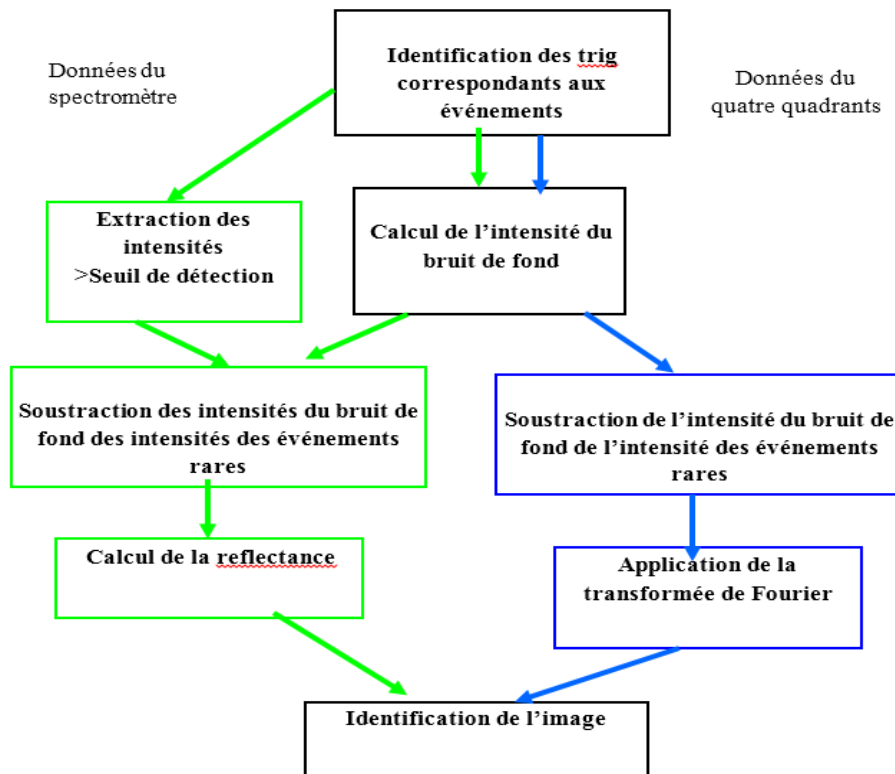 Données du
spectromètre
Identification des trig
correspondants aux
événements
Données du
quatre quadrants
Extraction des
intensités
>Seuil de détection
Calcul de l’intensité du
bruit de fond
Soustraction des intensités du bruit de
fond des intensités des événements
rares
Soustraction de l’intensité du bruit de
fond de l’intensité des événements
rares
Calcul de la reflectance
Application de la
transformée de Fourier
Identification de l’image